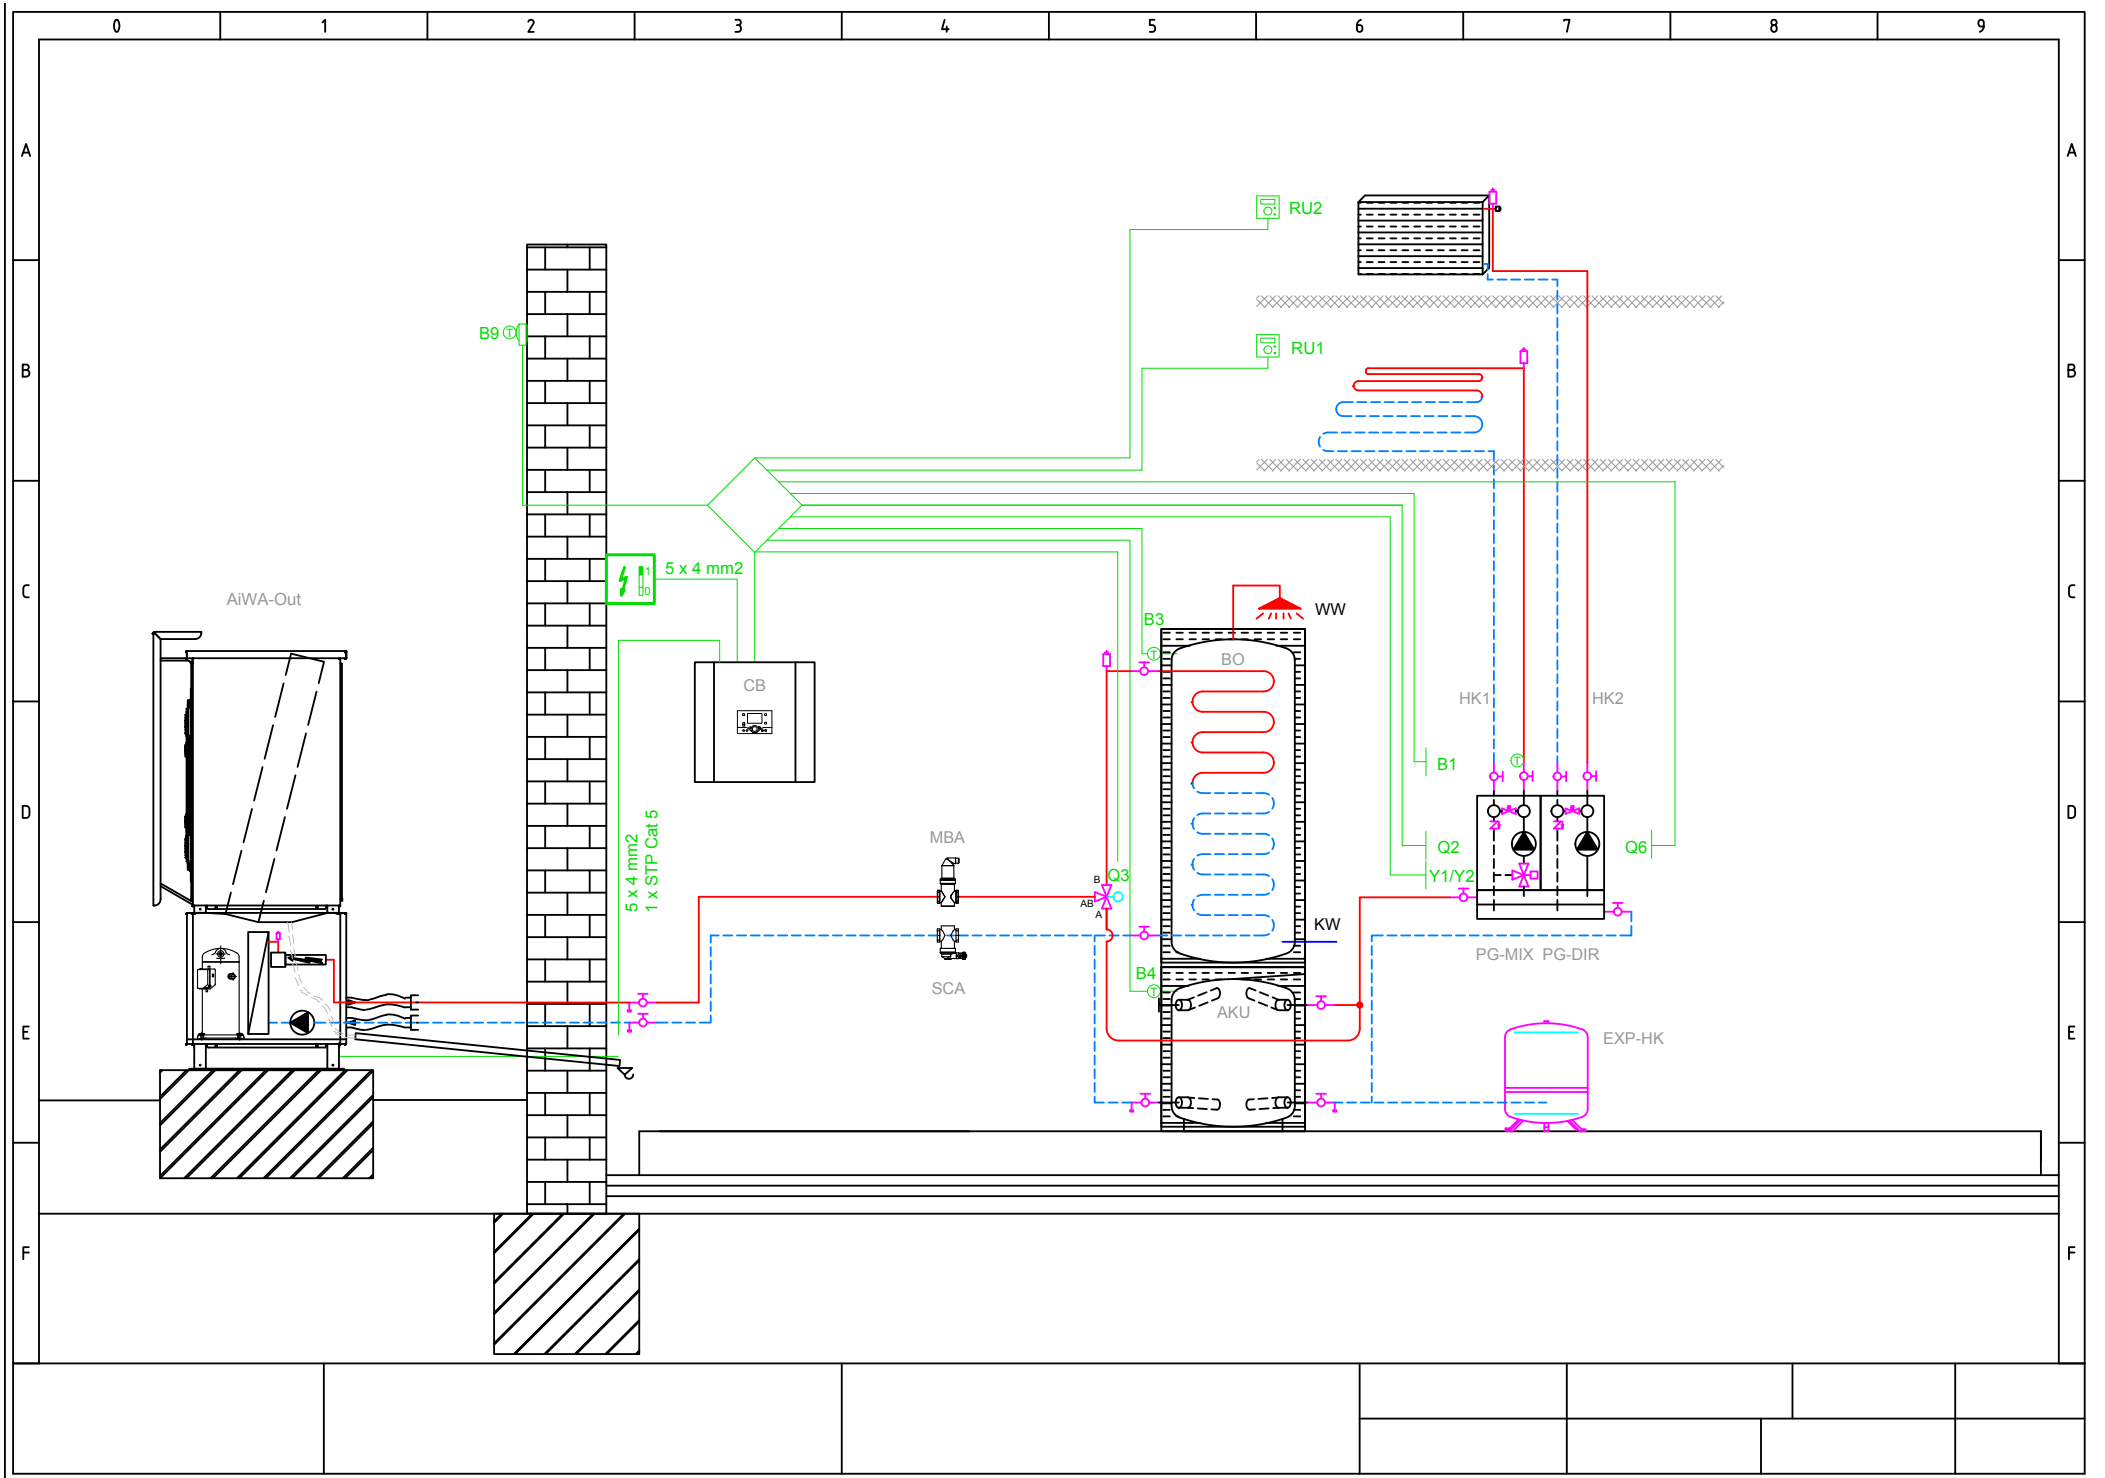 0 1 2 3 4 5 6 7 8 9
A A
RU2
B9 T
RU1
B B
5 x 4 mm2
1
0
C C
AiWA-Out
WW
B3
T
BO
CB
HK1 HK2
T
B1
D D
5 x 4 mm2
1 x STP Cat 5
MBA
Q2
Q6
Y1/Y2
Q3
B
AB
A
KW
PG-MIX PG-DIR
B4
T
SCA
AKU
E E
EXP-HK
F F